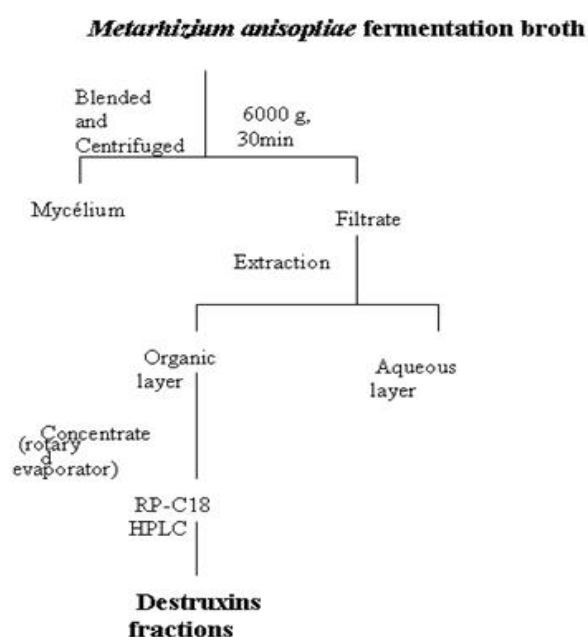 Metarhizium anisopliae fermentation broth
Blended
and
Centrifuged
6000 g,
30min
Mycélium
Filtrate
Extraction
Organic
layer
Aqueous
layer
Concentrate
(rotary
d
evaporator)
RP-C18
HPLC
Destruxins
fractions